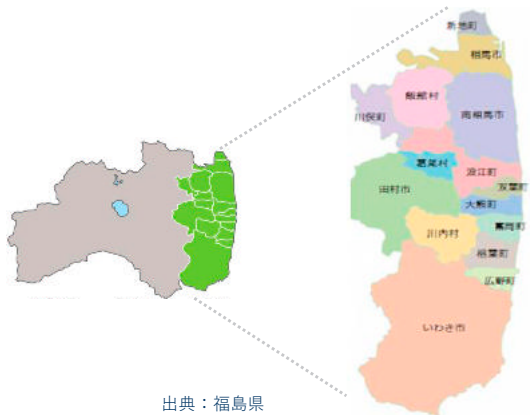 新地町
相馬市
飯舘村
川俣町
南相馬市
葛尾村
浪江町
双葉町
田村市
大熊町
富岡町
川内村
楢葉町
広野町
いわき市
出典：福島県